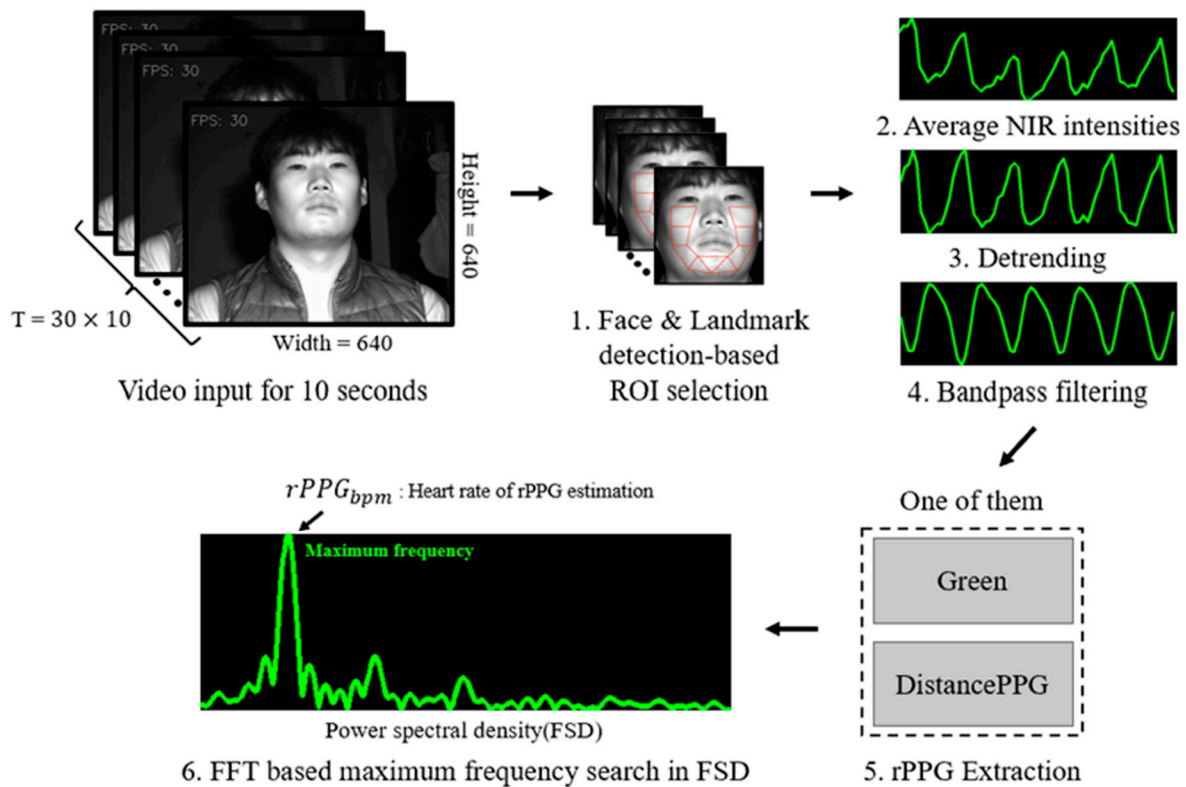 FPS: 30
FPS: 30
FPS: 30
FPS: 30
Height = 640
Width = 640
T = 30 × 10
Video input for 10 seconds
1. Face & Landmark
detection-based
ROI selection
2. Average NIR intensities
3. Detrending
4. Bandpass filtering
One of them
Green
DistancePPG
5. rPPG Extraction
rPPG_bpm : Heart rate of rPPG estimation
Maximum frequency
Power spectral density(FSD)
6. FFT based maximum frequency search in FSD